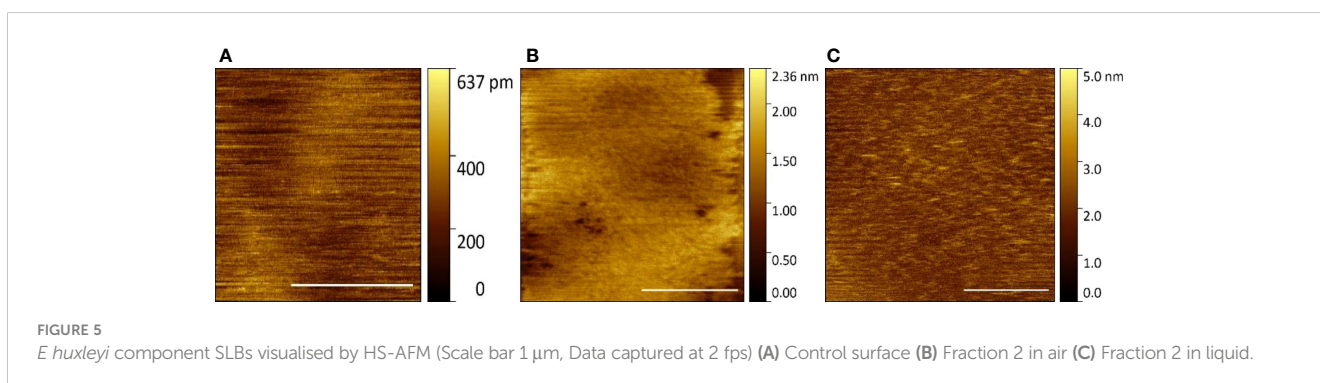 A
B
C
637 pm
400
200
0
2.36 nm
2.00
1.50
1.00
0.50
0.00
5.0 nm
4.0
3.0
2.0
1.0
0.0
FIGURE 5
E huxleyi component SLBs visualised by HS-AFM (Scale bar 1 μm, Data captured at 2 fps) (A) Control surface (B) Fraction 2 in air (C) Fraction 2 in liquid.